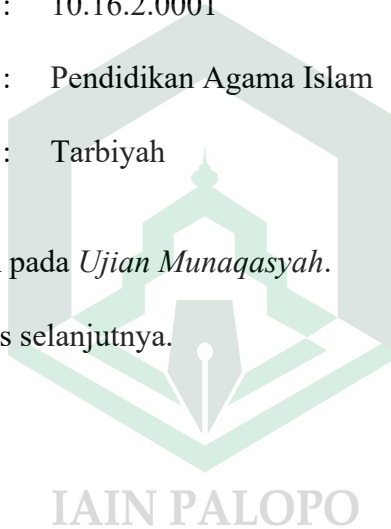 : 10.16.2.0001
: Pendidikan Agama Islam
: Tarbiyah
pada Ujian Munaqasyah.
s selanjutnya.
IAIN PALOPO